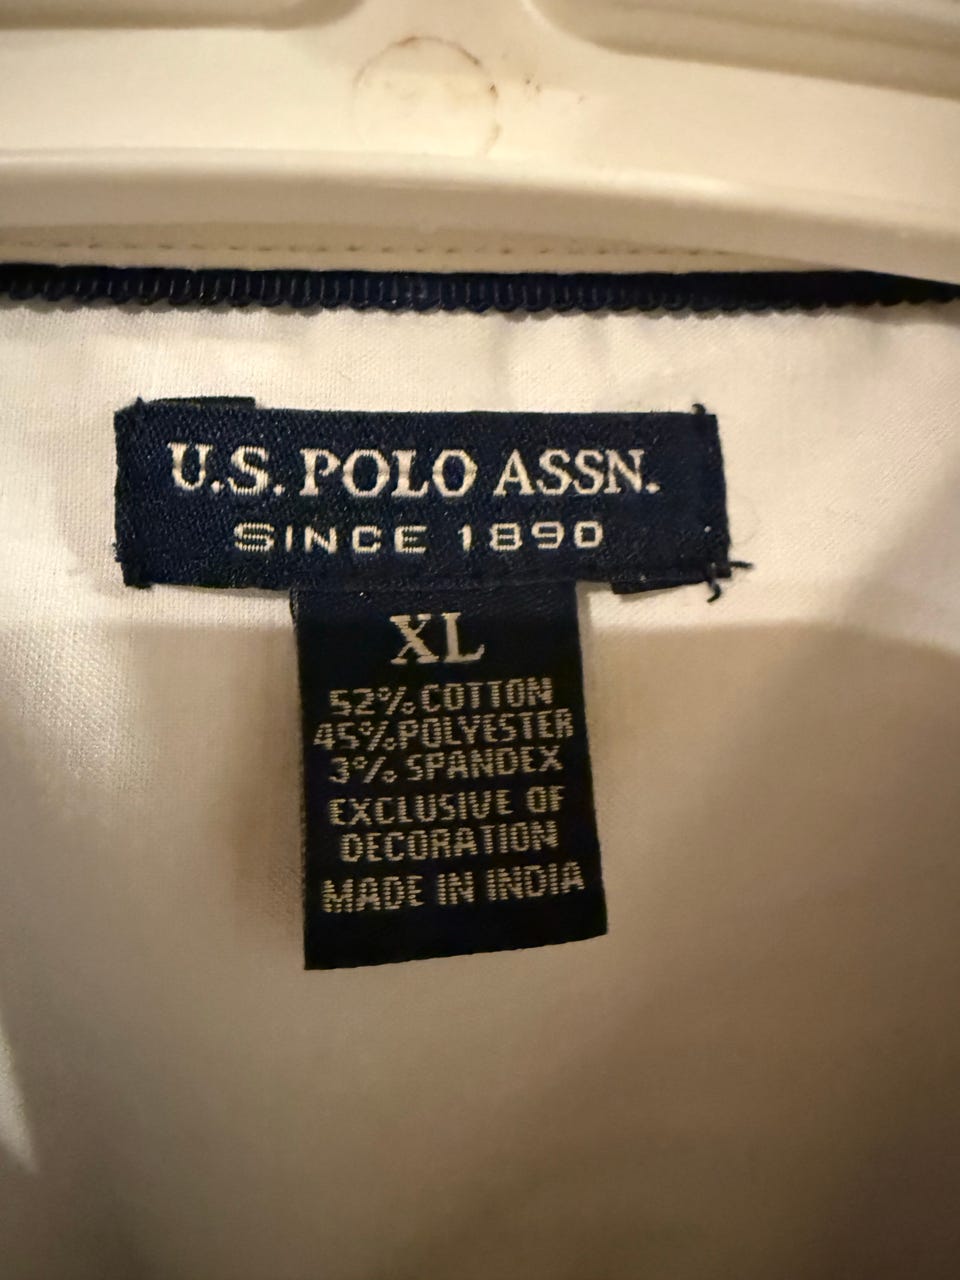 U.S. POLO ASSN.
SINCE 1890
XL
52% COTTON
45% POLYESTER
3% SPANDEX
EXCLUSIVE OF
DECORATION
MADE IN INDIA